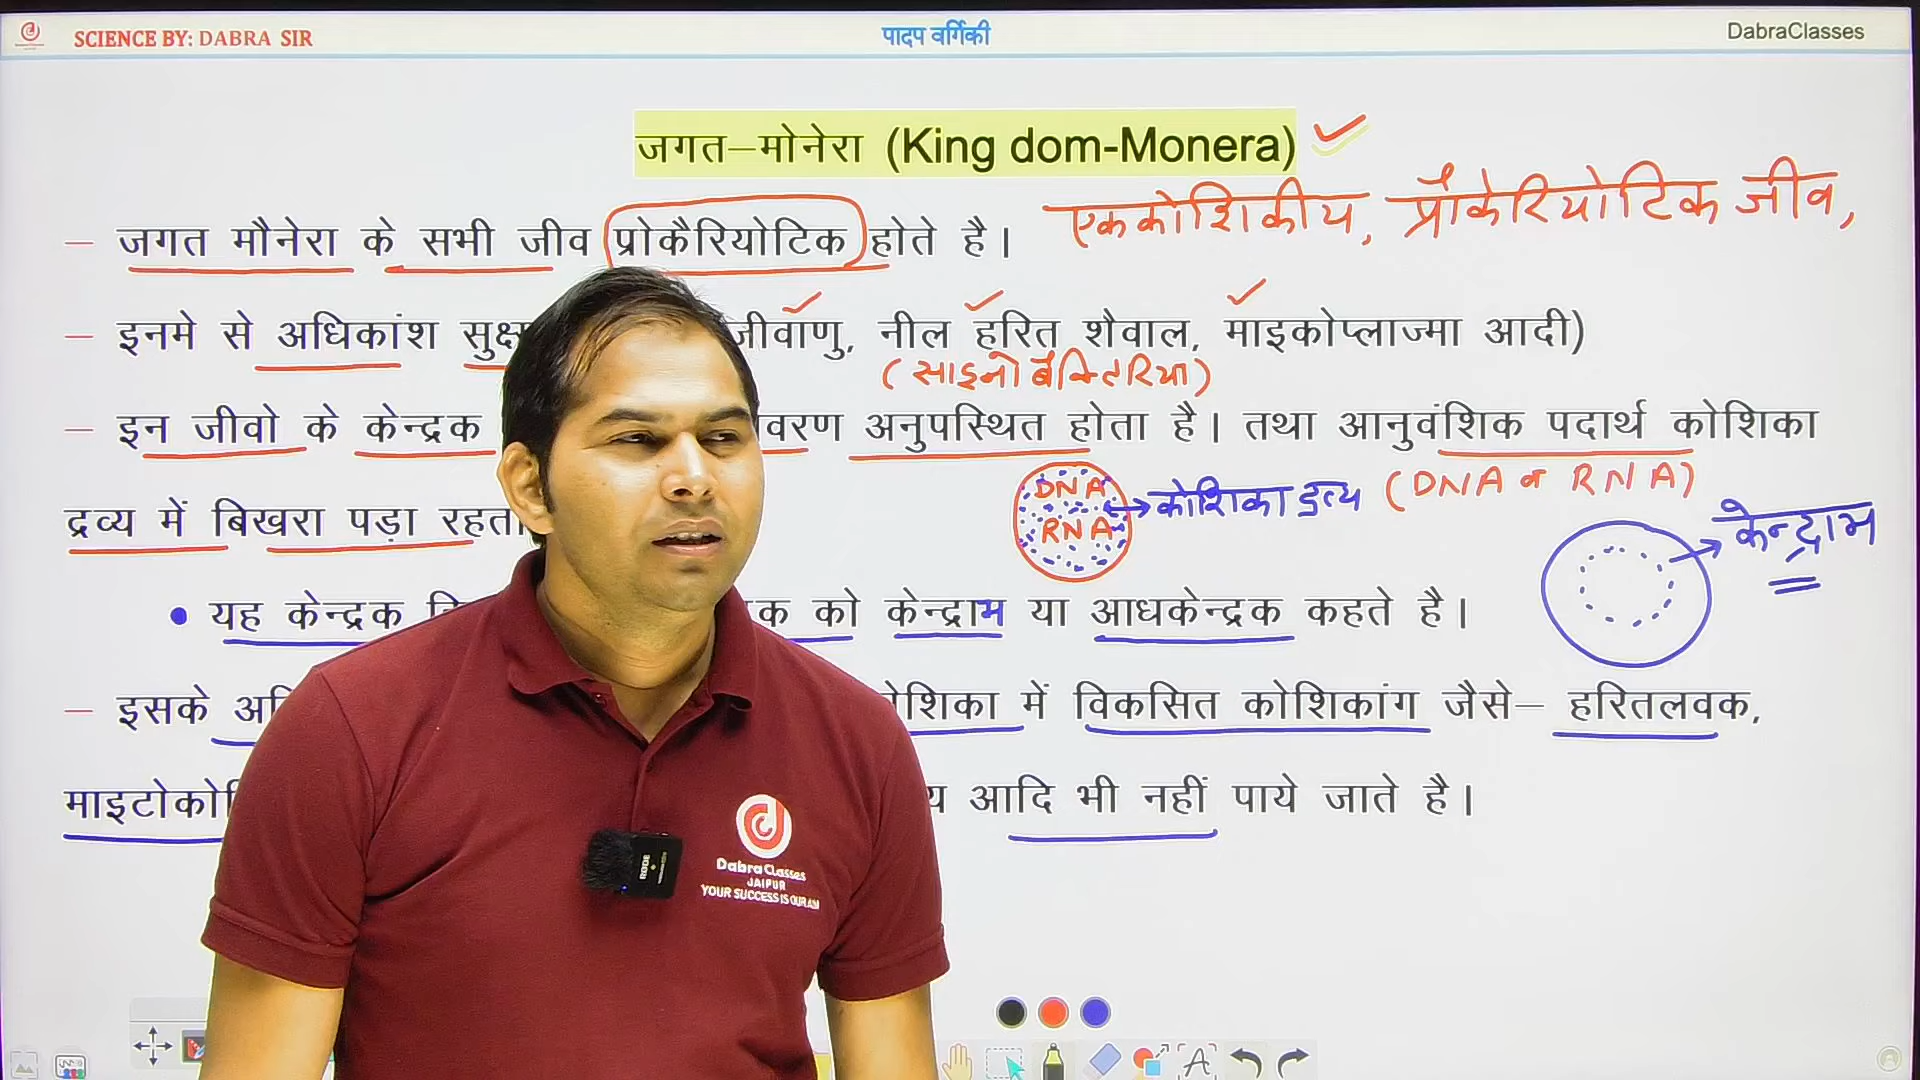 SCIENCE BY: DABRA SIR
पादप वर्गिकी
DabraClasses
जगत–मोनेरा (King dom-Monera)
– जगत मौनेरा के सभी जीव प्रोकैरियोटिक होते है।
एककोशिकीय, प्रौकेरियोटिक जीव,
– इनमे से अधिकांश सुक्ष जीवाणु, नील हरित शैवाल, माइकोप्लाज्मा आदी)
(साइनो बैक्तिरिया)
– इन जीवो के केन्द्रक वरण अनुपस्थित होता है। तथा आनुवंशिक पदार्थ कोशिका
(DNA व RNA)
DNA
RNA
कोशिका द्रव्य
केन्द्राभ
द्रव्य में बिखरा पड़ा रहता
• यह केन्द्रक क को केन्द्राभ या आधकेन्द्रक कहते है।
– इसके अ शिका में विकसित कोशिकांग जैसे– हरितलवक,
माइटोको य आदि भी नहीं पाये जाते है।
RODE
Dabra Classes
JAIPUR
YOUR SUCCESS IS OUR AIM